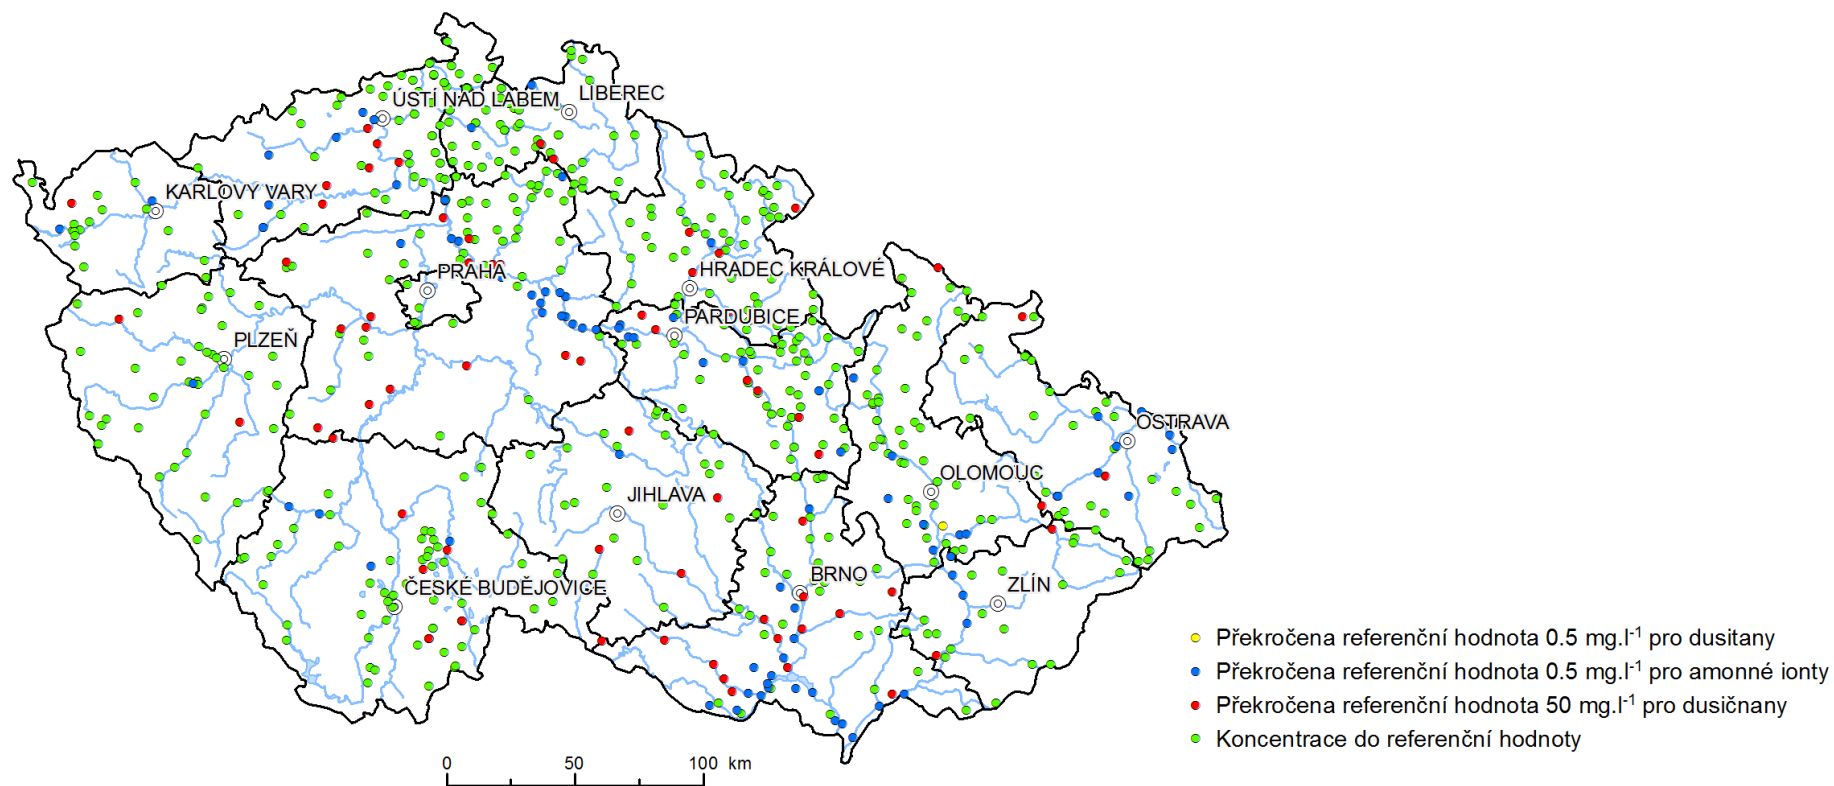 ÚSTÍ NAD LABEM
LIBEREC
KARLOVY VARY
PRAHA
HRADEC KRÁLOVÉ
PARDUBICE
PLZEŇ
OSTRAVA
OLOMOUC
JIHLAVA
BRNO
ZLÍN
ČESKÉ BUDĚJOVICE
Překročena referenční hodnota 0.5 mg.l-1 pro dusitany
Překročena referenční hodnota 0.5 mg.l-1 pro amonné ionty
Překročena referenční hodnota 50 mg.l-1 pro dusičnany
Koncentrace do referenční hodnoty
0 50 100 km